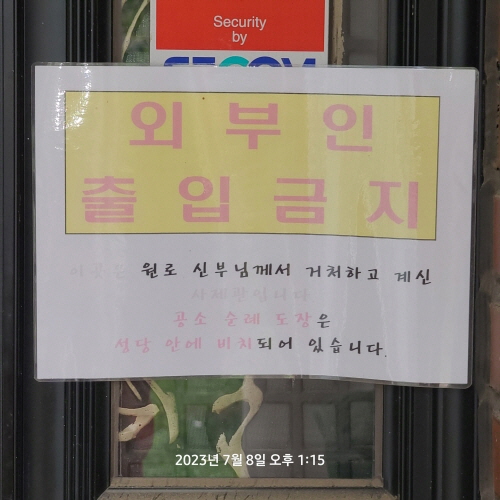 Security
by
SECOM
외부인
출입금지
이곳은 원로 신부님께서 거처하고 계신
사제관입니다
공소 순례 도장은
성당 안에 비치되어 있습니다.
2023년 7월 8일 오후 1:15